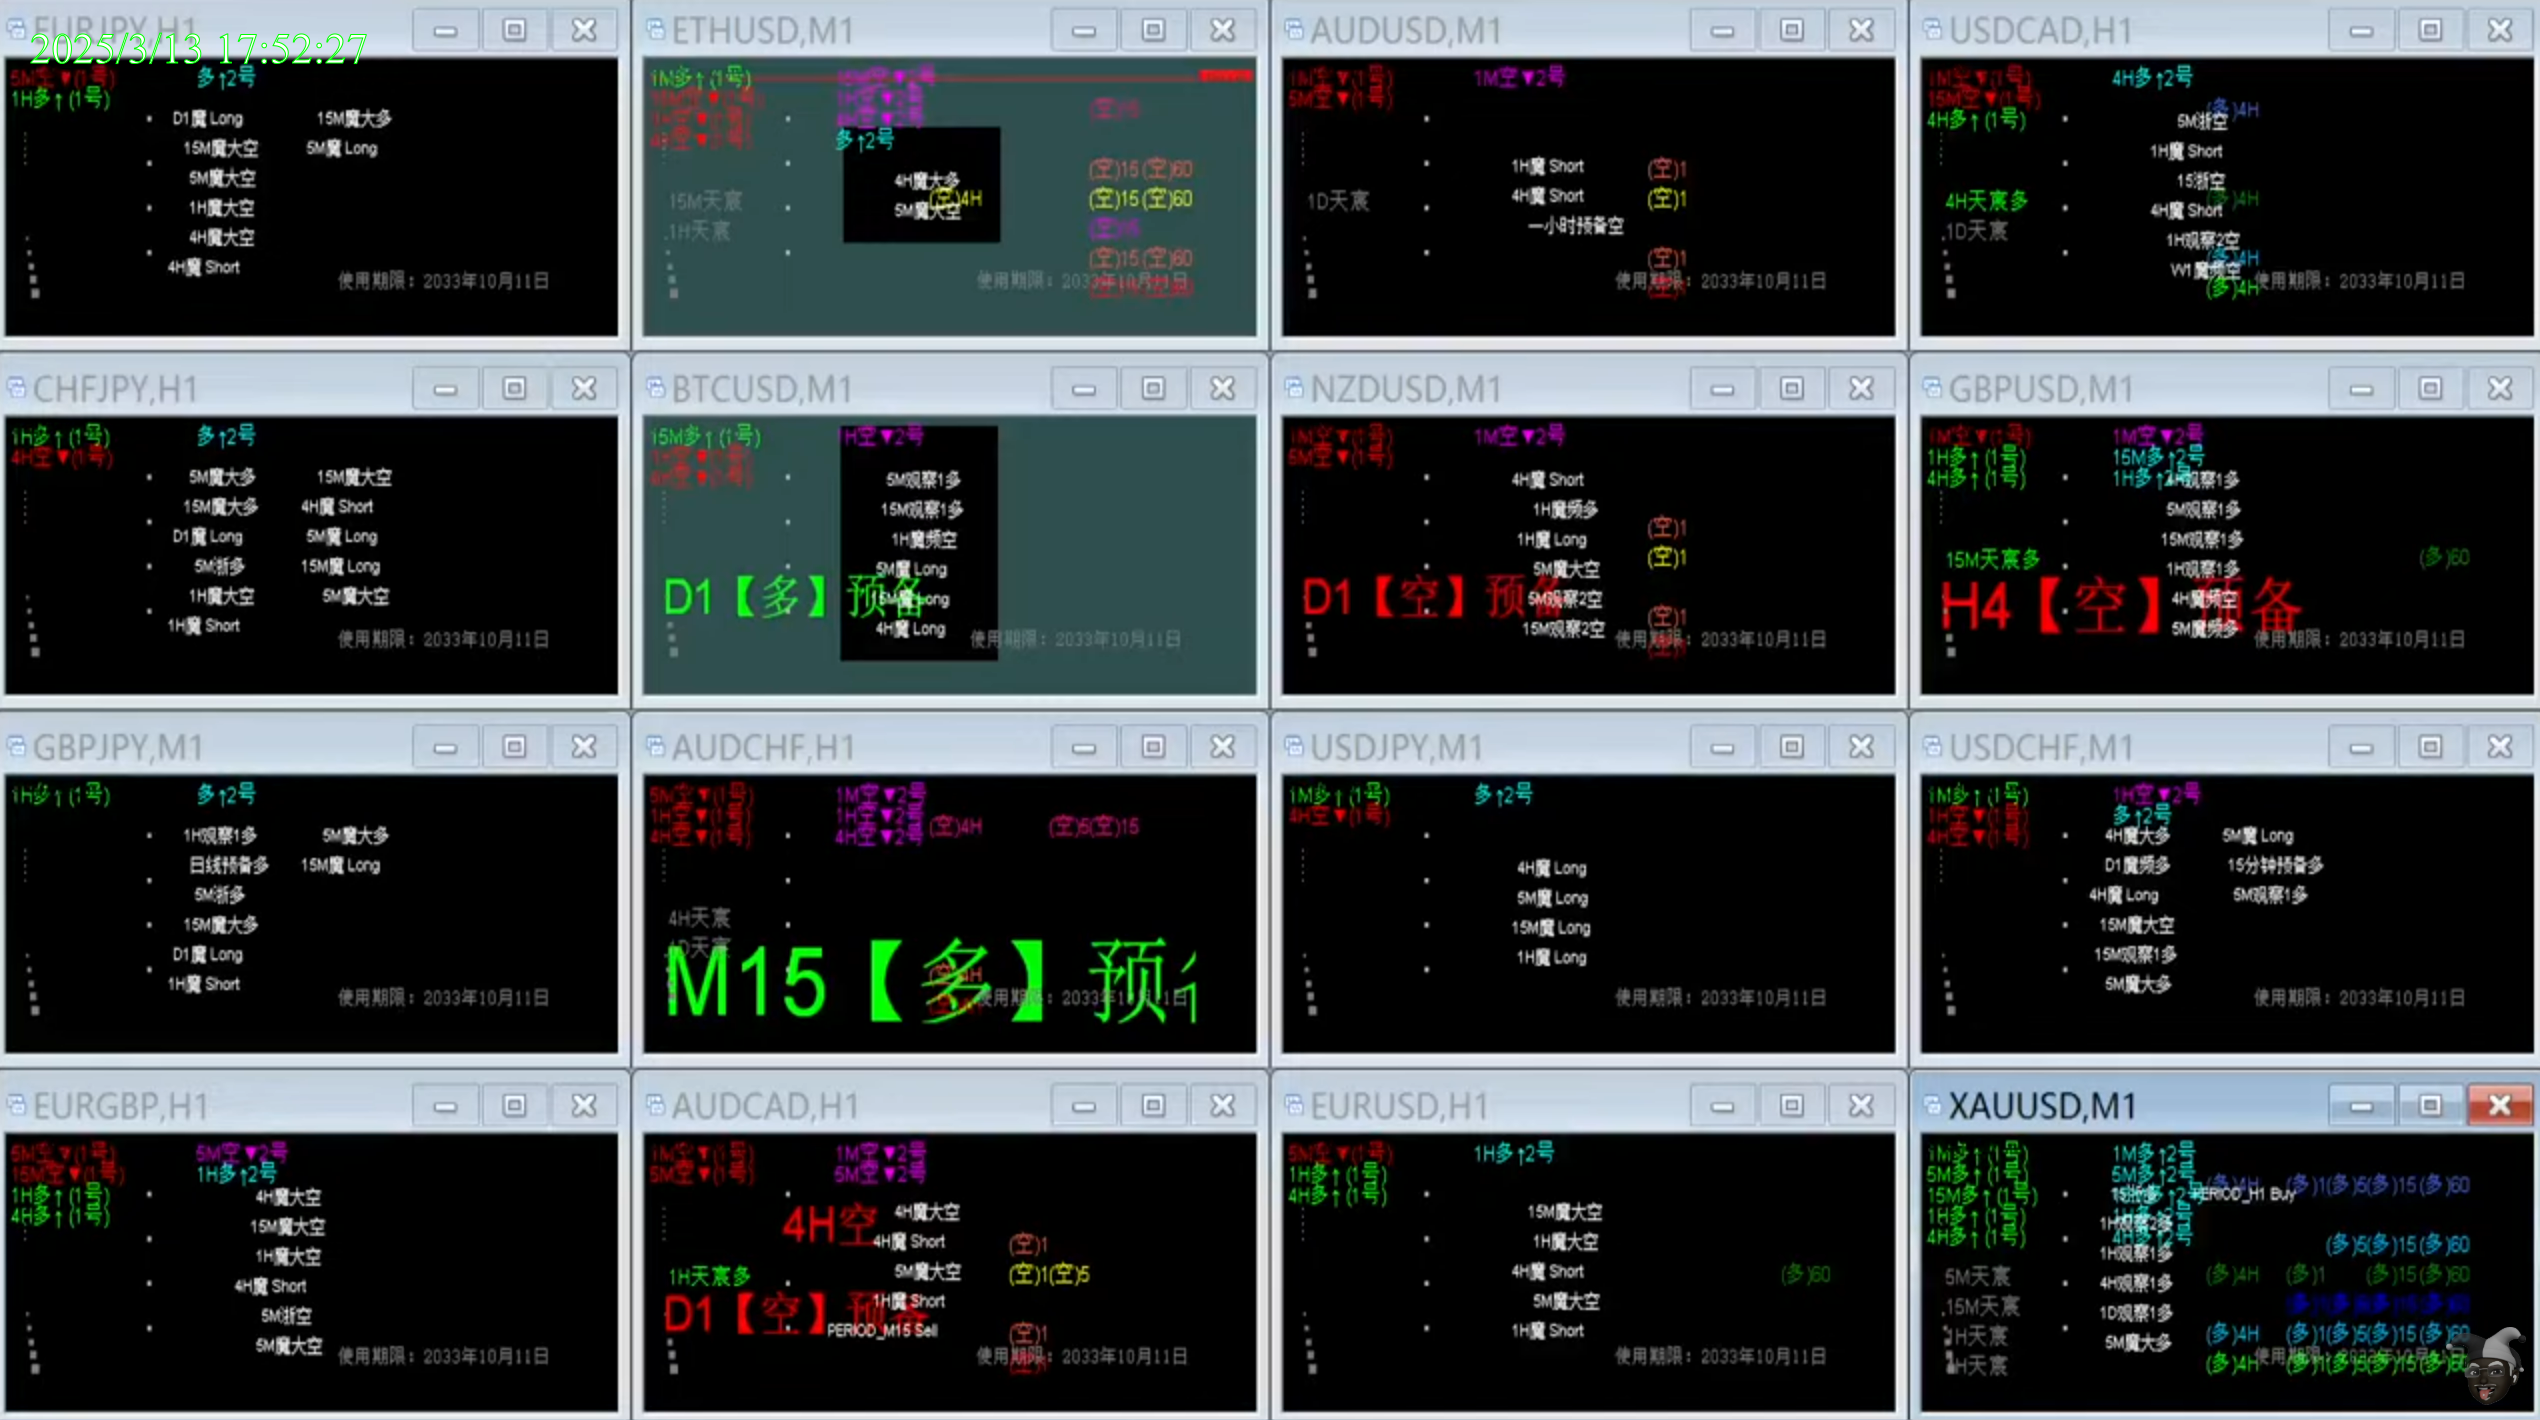 EURJPY,H1
2025/3/13 17:52:27
5M空▼(1号) 多↑2号
1H多↑(1号)
D1魔 Long 15M魔大多
15M魔大空 5M魔 Long
5M魔大空
1H魔大空
4H魔大空
4H魔 Short
使用期限：2033年10月11日
ETHUSD,M1
1M多↑(1号)
1H空▼2号
4H空▼(1号)
多↑2号
4H魔大多
(空)4H
5M魔大空
15M天宸
1H天宸
(空)15(空)60
(空)15(空)60
(空)15(空)60
使用期限：2033年10月11日
AUDUSD,M1
1M空▼(1号) 1M空▼2号
5M空▼(1号)
1H魔 Short (空)1
4H魔 Short (空)1
1D天宸
一小时预备空
(空)1
使用期限：2033年10月11日
USDCAD,H1
1M空▼(1号) 4H多↑2号
15M空▼(1号)
4H多↑(1号)
(多)4H
5M浙空
1H魔 Short
15浙空
4H天宸多 (多)4H
4H魔 Short
1D天宸
1H观察2空
(多)4H
W1魔频空
(多)4H
使用期限：2033年10月11日
CHFJPY,H1
1H多↑(1号) 多↑2号
4H空▼(1号)
5M魔大多 15M魔大空
15M魔大多 4H魔 Short
D1魔 Long 5M魔 Long
5M浙多 15M魔 Long
1H魔大空 5M魔大空
1H魔 Short
使用期限：2033年10月11日
BTCUSD,M1
15M多↑(1号) 1H空▼2号
1H空▼(1号)
4H空▼(1号)
5M观察1多
15M观察1多
1H魔频空
5M魔 Long
D1【多】预备
15M魔 Long
4H魔 Long
使用期限：2033年10月11日
NZDUSD,M1
1M空▼(1号) 1M空▼2号
5M空▼(1号)
4H魔 Short
1H魔频多
(空)1
1H魔 Long
(空)1
5M魔大空
D1【空】预备
5M观察2空
(空)1
15M观察2空
使用期限：2033年10月11日
GBPUSD,M1
1M空▼(1号) 1M空▼2号
1H多↑(1号) 15M多↑2号
4H多↑(1号) 1H多↑2号
4H观察1多
5M观察1多
15M观察1多
15M天宸多 (多)60
1H观察1多
H4【空】预备
4H魔频空
5M魔频多
使用期限：2033年10月11日
GBPJPY,M1
1H多↑(1号) 多↑2号
1H观察1多 5M魔大多
日线预备多 15M魔 Long
5M浙多
15M魔大多
D1魔 Long
1H魔 Short
使用期限：2033年10月11日
AUDCHF,H1
5M空▼(1号) 1M空▼2号
1H空▼(1号) 1H空▼2号
4H空▼(1号) 4H空▼2号
(空)4H (空)5(空)15
4H天宸
1D天宸
M15【多】预
(空)4H
使用期限：2033年10月11日
USDJPY,M1
1M多↑(1号) 多↑2号
4H空▼(1号)
4H魔 Long
5M魔 Long
15M魔 Long
1H魔 Long
使用期限：2033年10月11日
USDCHF,M1
1M多↑(1号) 1H空▼2号
1H空▼(1号) 多↑2号
4H空▼(1号)
4H魔大多 5M魔 Long
D1魔频多 15分钟预备多
4H魔 Long 5M观察1多
15M魔大空
15M观察1多
5M魔大多
使用期限：2033年10月11日
EURGBP,H1
5M空▼(1号) 5M空▼2号
15M空▼(1号) 1H多↑2号
1H多↑(1号)
4H多↑(1号)
4H魔大空
15M魔大空
1H魔大空
4H魔 Short
5M浙空
5M魔大空
使用期限：2033年10月11日
AUDCAD,H1
1M空▼(1号) 1M空▼2号
5M空▼(1号) 5M空▼2号
4H空
4H魔大空
4H魔 Short (空)1
1H天宸多 5M魔大空 (空)1(空)5
1H魔 Short
D1【空】预备
PERIOD_M15 Sell (空)1
使用期限：2033年10月11日
EURUSD,H1
5M空▼(1号) 1H多↑2号
1H多↑(1号)
4H多↑(1号)
15M魔大空
1H魔大空
4H魔 Short (多)60
5M魔大空
1H魔 Short
使用期限：2033年10月11日
XAUUSD,M1
1M多↑(1号) 1M多↑2号
5M多↑(1号) 5M多↑2号
15M多↑(1号)
(多)4H (多)1(多)5(多)15(多)60
PERIOD_H1 Buy
1H多↑(1号)
1H观察2多
4H多↑(1号) 4H多↑2号
(多)5(多)15(多)60
1H观察1多
5M天宸 (多)4H (多)1 (多)15(多)60
4H观察1多
15M天宸
1D观察1多
1H天宸 (多)4H (多)1(多)5(多)15(多)60
5M魔大多
4H天宸 (多)4H (多)1(多)5(多)15(多)60